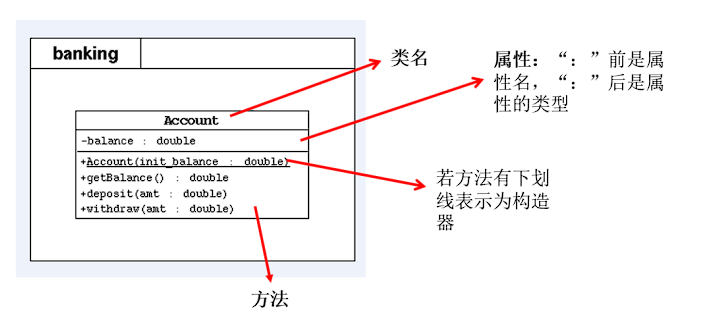 banking
类名
属性：“：”前是属
性名，“：”后是属
性的类型
Account
-balance : double
+Account(init_balance : double)
+getBalance() : double
+deposit(amt : double)
+withdraw(amt : double)
若方法有下划
线表示为构造
器
方法